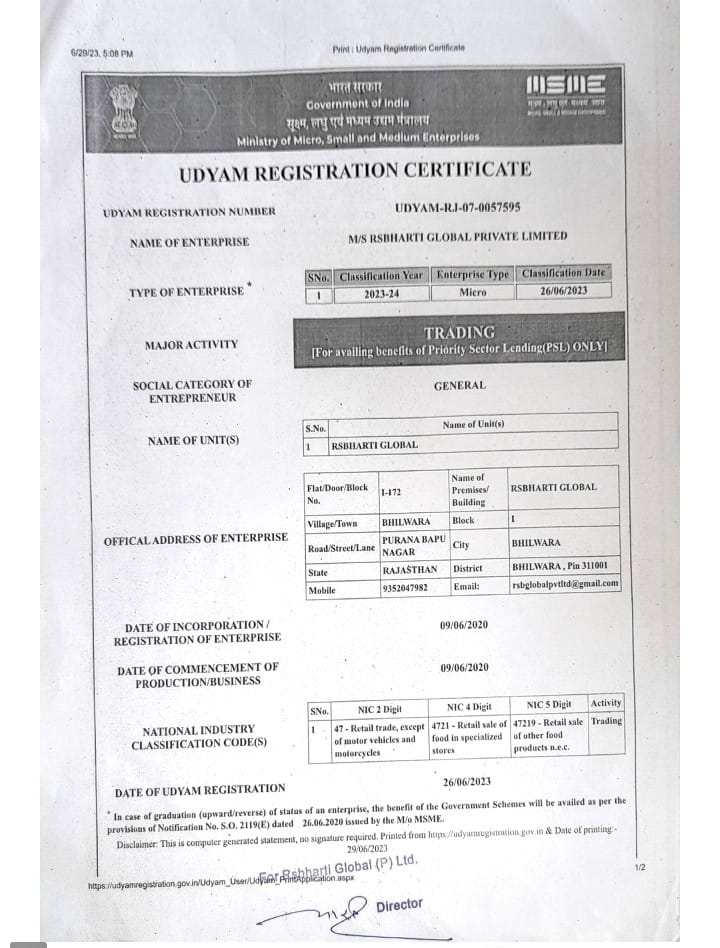 6/29/23, 5:08 PM
Print : Udyam Registration Certificate
भारत सरकार
Government of India
सूक्ष्म, लघु एवं मध्यम उद्यम मंत्रालय
Ministry of Micro, Small and Medium Enterprises
MSME
सूक्ष्म, लघु एवं मध्यम उद्यम
MICRO, SMALL & MEDIUM ENTERPRISES
UDYAM REGISTRATION CERTIFICATE
UDYAM REGISTRATION NUMBER UDYAM-RJ-07-0057595
NAME OF ENTERPRISE M/S RSBHARTI GLOBAL PRIVATE LIMITED
TYPE OF ENTERPRISE *
SNo. Classification Year Enterprise Type Classification Date
1 2023-24 Micro 26/06/2023
MAJOR ACTIVITY
TRADING
[For availing benefits of Priority Sector Lending(PSL) ONLY]
SOCIAL CATEGORY OF
ENTREPRENEUR
GENERAL
NAME OF UNIT(S)
S.No. Name of Unit(s)
1 RSBHARTI GLOBAL
OFFICAL ADDRESS OF ENTERPRISE
Flat/Door/Block No. I-172 Name of Premises/ Building RSBHARTI GLOBAL
Village/Town BHILWARA Block I
Road/Street/Lane PURANA BAPU NAGAR City BHILWARA
State RAJASTHAN District BHILWARA , Pin 311001
Mobile 9352047982 Email: rsbglobalpvtltd@gmail.com
DATE OF INCORPORATION /
REGISTRATION OF ENTERPRISE
09/06/2020
DATE OF COMMENCEMENT OF
PRODUCTION/BUSINESS
09/06/2020
NATIONAL INDUSTRY
CLASSIFICATION CODE(S)
SNo. NIC 2 Digit NIC 4 Digit NIC 5 Digit Activity
1 47 - Retail trade, except of motor vehicles and motorcycles 4721 - Retail sale of food in specialized stores 47219 - Retail sale of other food products n.e.c. Trading
DATE OF UDYAM REGISTRATION 26/06/2023
* In case of graduation (upward/reverse) of status of an enterprise, the benefit of the Government Schemes will be availed as per the
provisions of Notification No. S.O. 2119(E) dated 26.06.2020 issued by the M/o MSME.
Disclaimer: This is computer generated statement, no signature required. Printed from https://udyamregistration.gov.in & Date of printing:-
29/06/2023
For Rsbharti Global (P) Ltd.
https://udyamregistration.gov.in/Udyam_User/Udyam_PrintApplication.aspx
1/2
Director